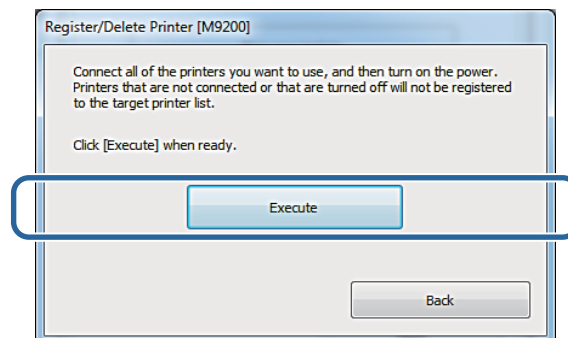 Register/Delete Printer [M9200]
Connect all of the printers you want to use, and then turn on the power.
Printers that are not connected or that are turned off will not be registered
to the target printer list.
Click [Execute] when ready.
Execute
Back